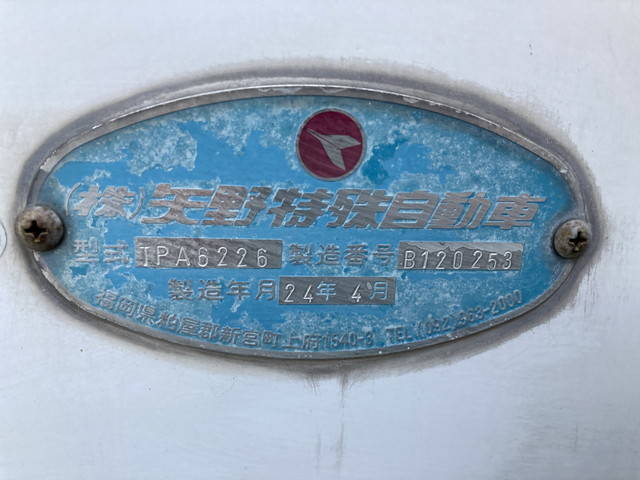 (株)矢野特殊自動車
型式 TPA6226 製造番号 B120253
製造年月 24年 4月
福岡県粕屋郡新宮町上府1540-3 TEL(092)963-2000